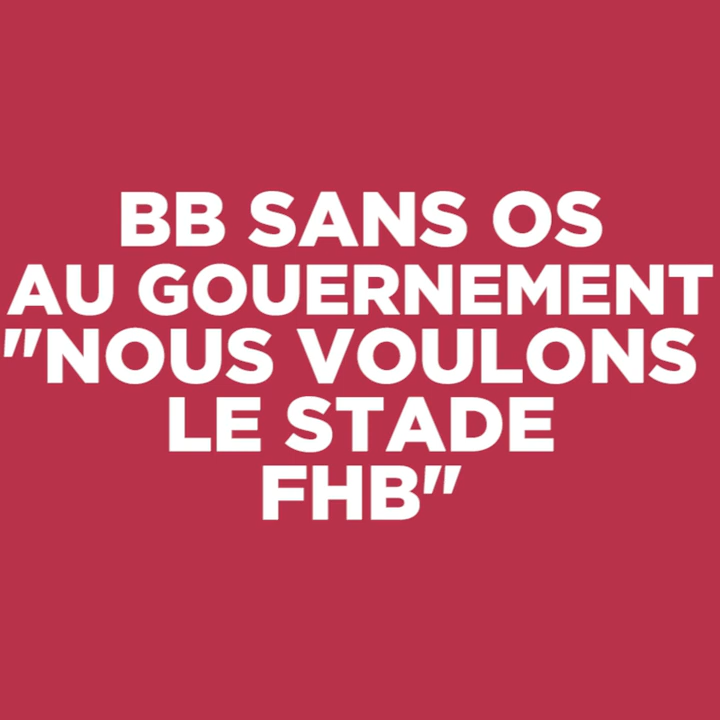 BB SANS OS
AU GOUERNEMENT
"NOUS VOULONS
LE STADE
FHB"